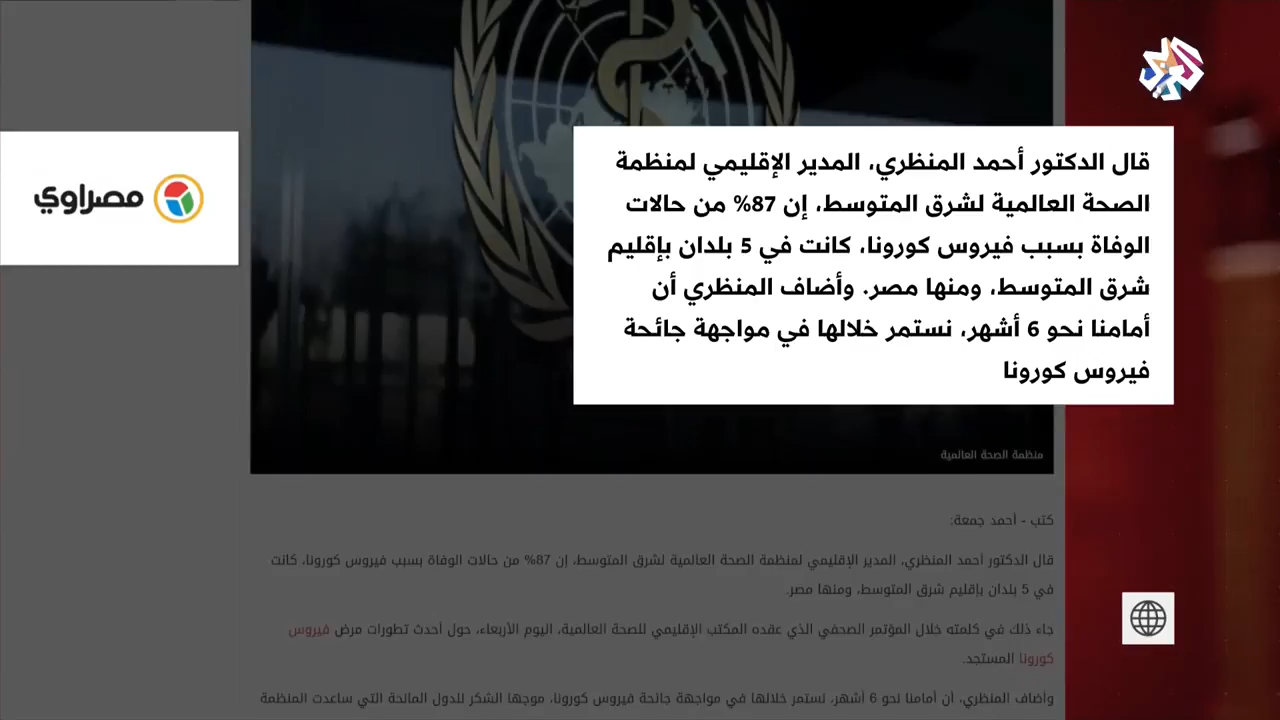 مصراوي
قال الدكتور أحمد المنظري، المدير الإقليمي لمنظمة
الصحة العالمية لشرق المتوسط، إن 87% من حالات
الوفاة بسبب فيروس كورونا، كانت في 5 بلدان بإقليم
شرق المتوسط، ومنها مصر. وأضاف المنظري أن
أمامنا نحو 6 أشهر، نستمر خلالها في مواجهة جائحة
فيروس كورونا
منظمة الصحة العالمية
كتب - أحمد جمعة:
قال الدكتور أحمد المنظري، المدير الإقليمي لمنظمة الصحة العالمية لشرق المتوسط، إن 87% من حالات الوفاة بسبب فيروس كورونا، كانت
في 5 بلدان بإقليم شرق المتوسط، ومنها مصر.
جاء ذلك في كلمته خلال المؤتمر الصحفي الذي عقده المكتب الإقليمي للصحة العالمية، اليوم الأربعاء، حول أحدث تطورات مرض فيروس
كورونا المستجد.
وأضاف المنظري، أن أمامنا نحو 6 أشهر، نستمر خلالها في مواجهة جائحة فيروس كورونا، موجها الشكر للدول المانحة التي ساعدت المنظمة